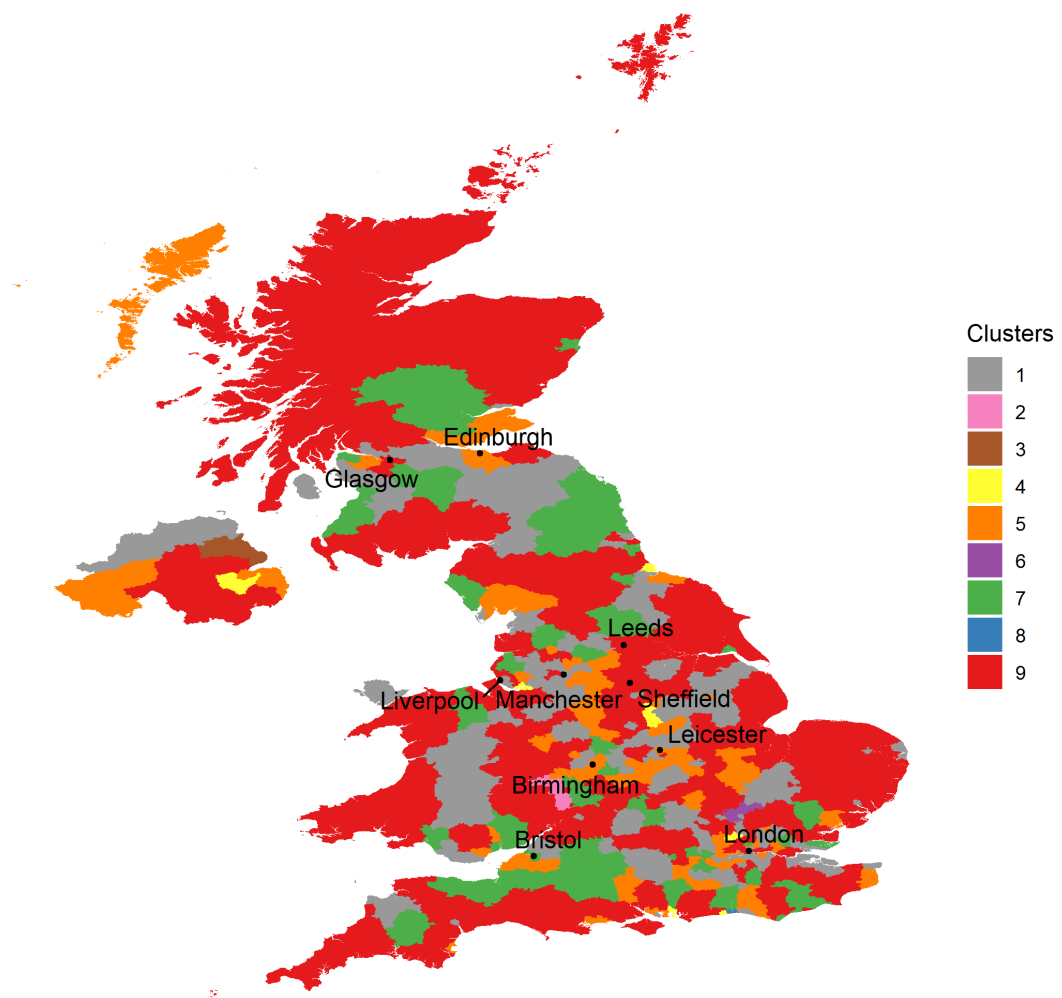 Clusters
1
2
3
4
5
6
7
8
9
Edinburgh
Glasgow
Leeds
Liverpool
Manchester
Sheffield
Leicester
Birmingham
London
Bristol